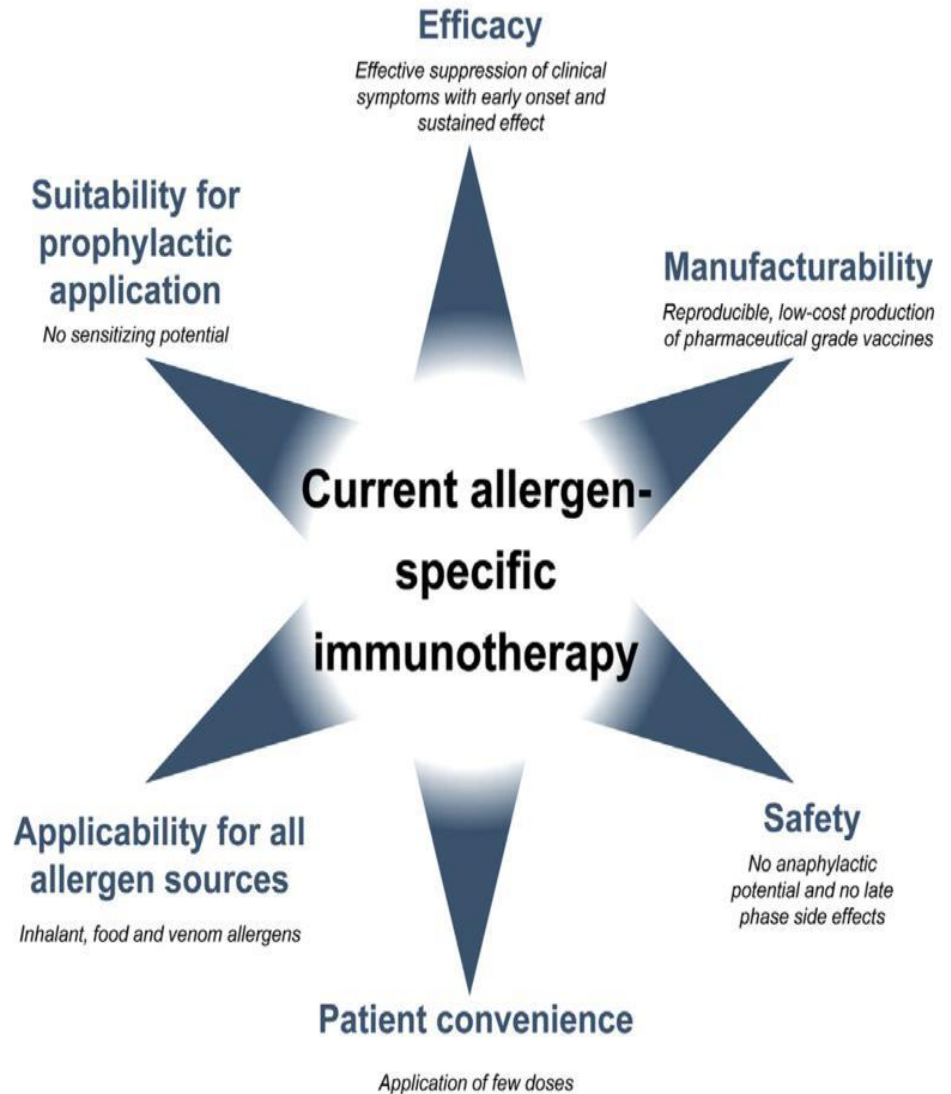 Efficacy
Effective suppression of clinical
symptoms with early onset and
sustained effect
Suitability for
prophylactic
application
No sensitizing potential
Manufacturability
Reproducible, low-cost production
of pharmaceutical grade vaccines
Current allergen-
specific
immunotherapy
Applicability for all
allergen sources
Inhalant, food and venom allergens
Safety
No anaphylactic
potential and no late
phase side effects
Patient convenience
Application of few doses